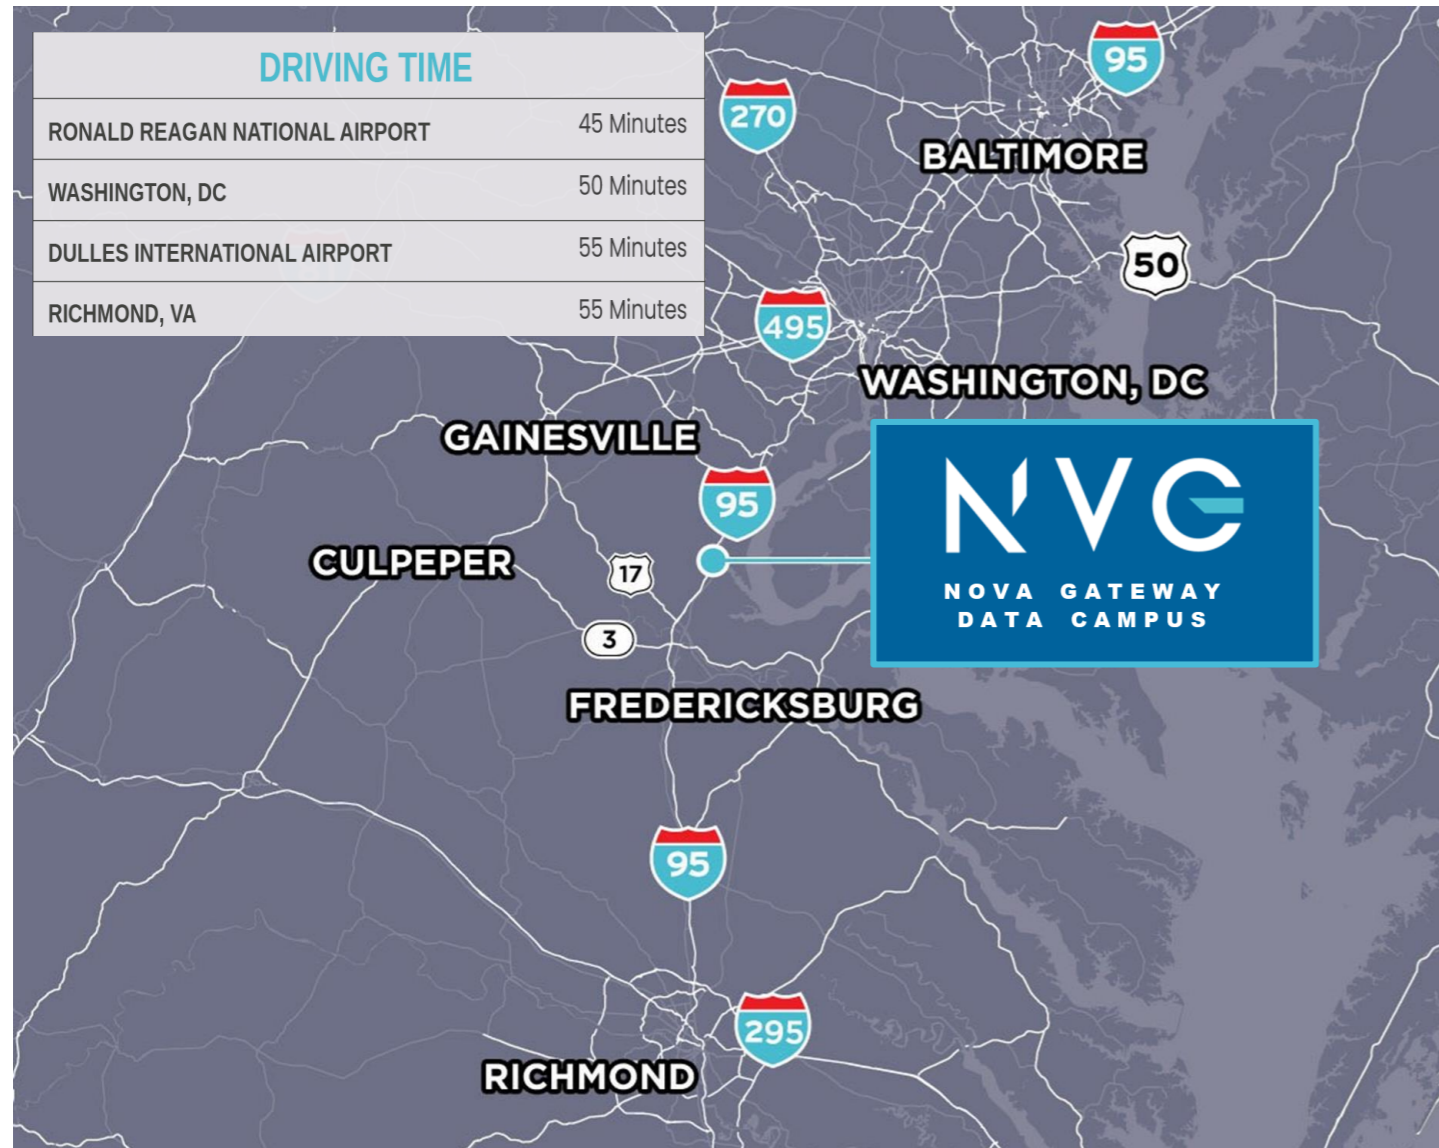 DRIVING TIME
RONALD REAGAN NATIONAL AIRPORT 45 Minutes
WASHINGTON, DC 50 Minutes
DULLES INTERNATIONAL AIRPORT 55 Minutes
RICHMOND, VA 55 Minutes
81
95
270
BALTIMORE
50
495
WASHINGTON, DC
GAINESVILLE
95
NVG
CULPEPER
17
NOVA GATEWAY
DATA CAMPUS
3
FREDERICKSBURG
95
295
RICHMOND